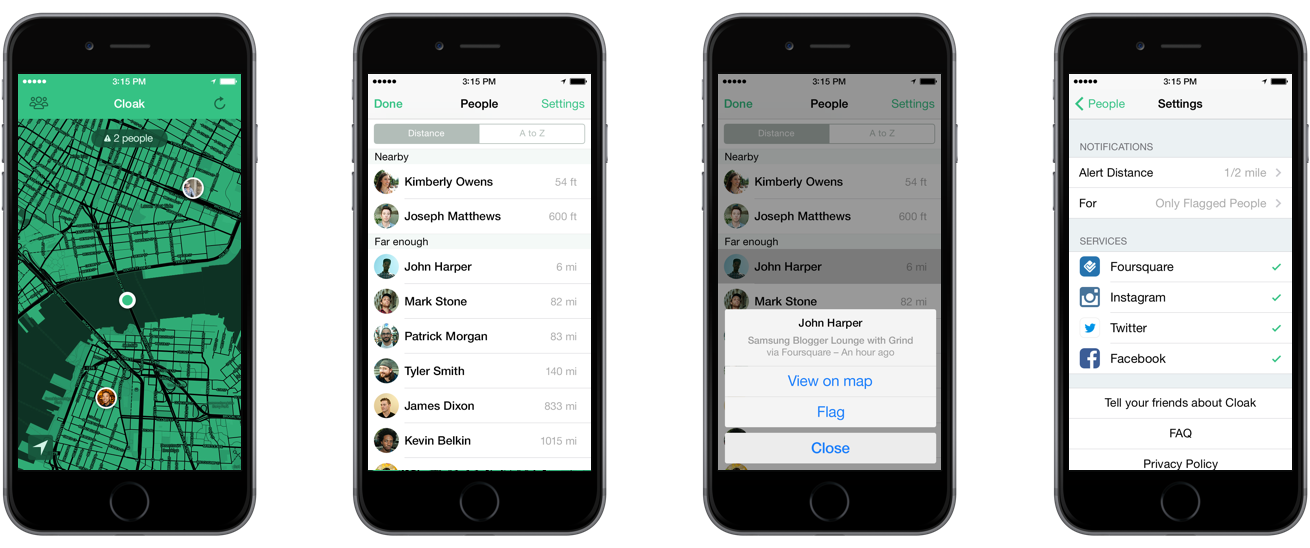 3:15 PM
Cloak
2 people
3:15 PM
Done People Settings
Distance A to Z
Nearby
Kimberly Owens 54 ft
Joseph Matthews 600 ft
Far enough
John Harper 6 mi
Mark Stone 82 mi
Patrick Morgan 83 mi
Tyler Smith 140 mi
James Dixon 833 mi
Kevin Belkin 1015 mi
3:15 PM
Done People Settings
Distance A to Z
Nearby
Kimberly Owens 54 ft
Joseph Matthews 600 ft
Far enough
John Harper 6 mi
Mark Stone 82 mi
John Harper
Samsung Blogger Lounge with Grind
via Foursquare – An hour ago
View on map
Flag
Close
3:15 PM
People Settings
NOTIFICATIONS
Alert Distance 1/2 mile
For Only Flagged People
SERVICES
Foursquare
Instagram
Twitter
Facebook
Tell your friends about Cloak
FAQ
Privacy Policy